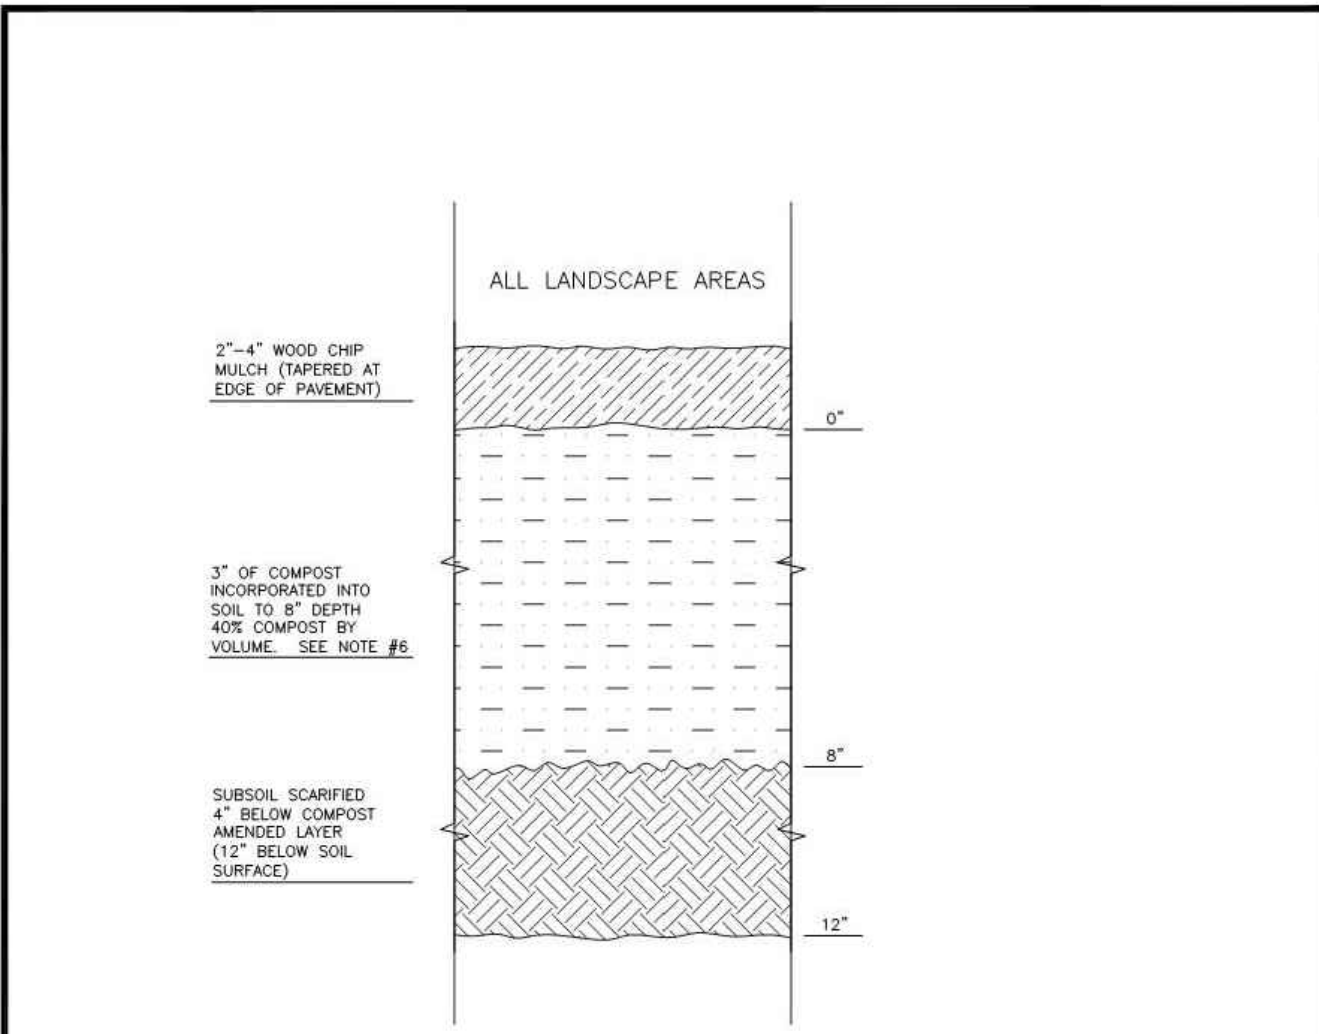 ALL LANDSCAPE AREAS
2"-4" WOOD CHIP
MULCH (TAPERED AT
EDGE OF PAVEMENT)
0"
3" OF COMPOST
INCORPORATED INTO
SOIL TO 8" DEPTH
40% COMPOST BY
VOLUME. SEE NOTE #6
8"
SUBSOIL SCARIFIED
4" BELOW COMPOST
AMENDED LAYER
(12" BELOW SOIL
SURFACE)
12"